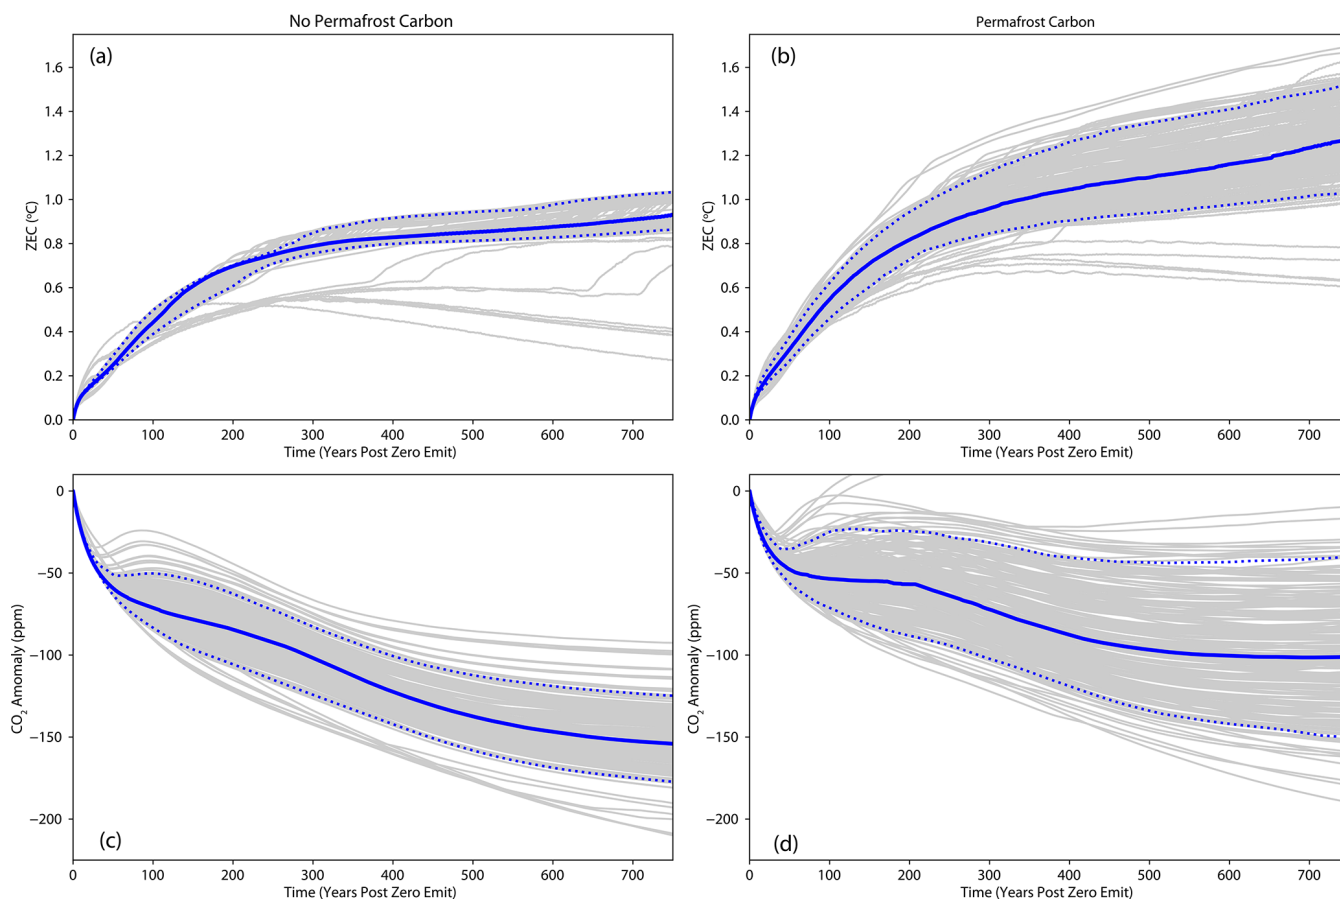 No Permafrost Carbon
(a)
ZEC (°C)
1.6
1.4
1.2
1.0
0.8
0.6
0.4
0.2
0.0
0 100 200 300 400 500 600 700
Time (Years Post Zero Emit)
Permafrost Carbon
(b)
ZEC (°C)
1.6
1.4
1.2
1.0
0.8
0.6
0.4
0.2
0.0
0 100 200 300 400 500 600 700
Time (Years Post Zero Emit)
CO₂ Amomaly (ppm)
0
−50
−100
−150
−200
(c)
0 100 200 300 400 500 600 700
Time (Years Post Zero Emit)
CO₂ Amomaly (ppm)
0
−50
−100
−150
−200
(d)
0 100 200 300 400 500 600 700
Time (Years Post Zero Emit)